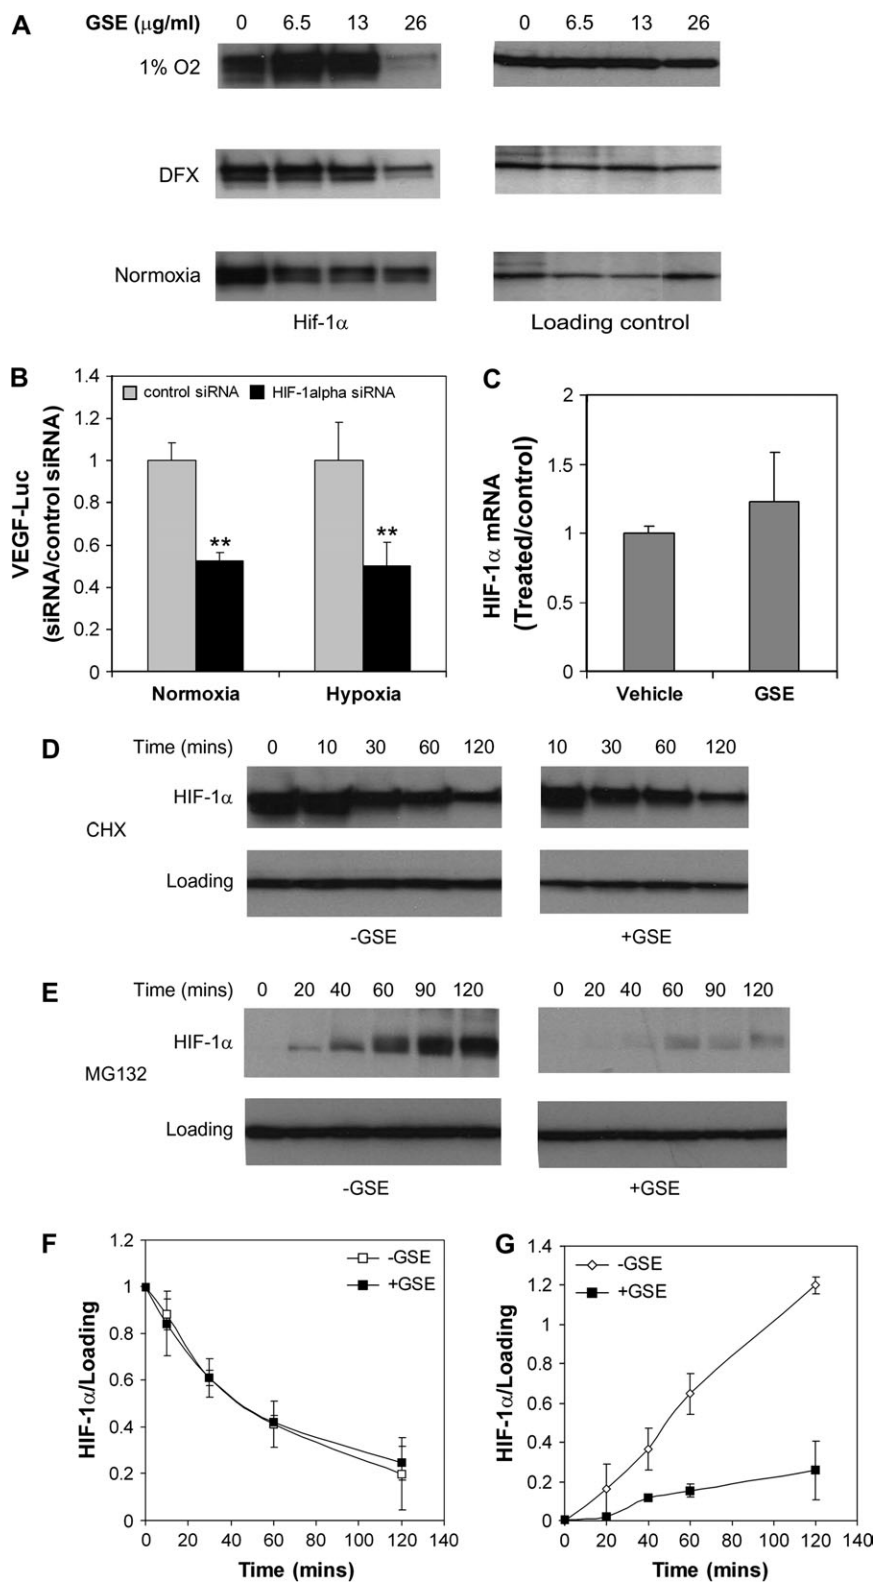 A
GSE (μg/ml) 0 6.5 13 26 0 6.5 13 26
1% O2
DFX
Normoxia
Hif-1α Loading control
B
VEGF-Luc
(siRNA/control siRNA)
1.4
1.2
1
0.8
0.6
0.4
0.2
0
control siRNA HIF-1alpha siRNA
** **
Normoxia Hypoxia
C
HIF-1α mRNA
(Treated/control)
2
1.5
1
0.5
0
Vehicle GSE
D Time (mins) 0 10 30 60 120 10 30 60 120
HIF-1α
CHX
Loading
-GSE +GSE
E Time (mins) 0 20 40 60 90 120 0 20 40 60 90 120
HIF-1α
MG132
Loading
-GSE +GSE
F
HIF-1α/Loading
1.2
1
0.8
0.6
0.4
0.2
0
-GSE
+GSE
0 20 40 60 80 100 120 140
Time (mins)
G
HIF-1α/Loading
1.4
1.2
1
0.8
0.6
0.4
0.2
0
-GSE
+GSE
0 20 40 60 80 100 120 140
Time (mins)